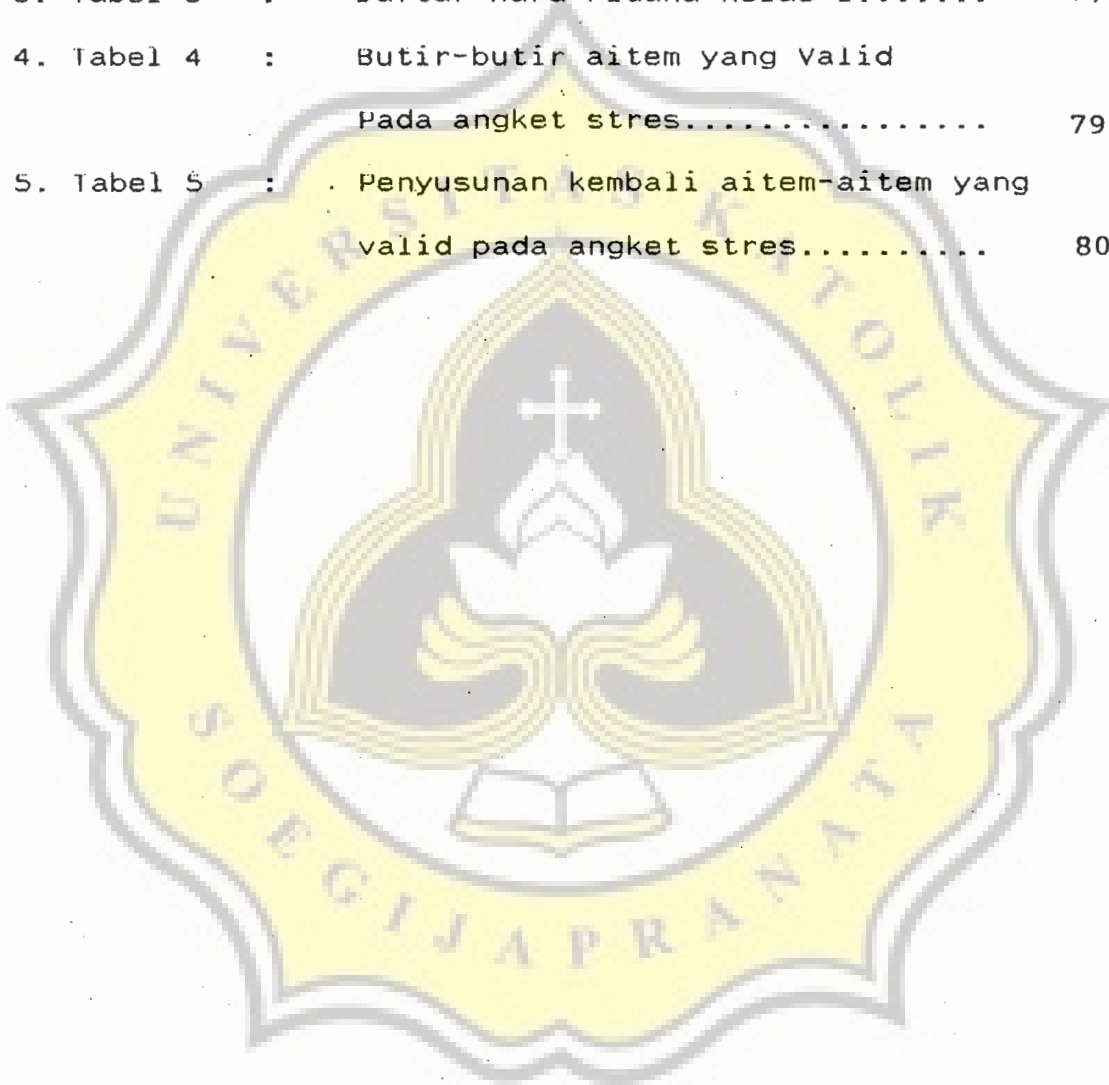 4. Tabel 4 : Butir-butir aitem yang Valid
Pada angket stres................. 79
5. Tabel 5 : Penyusunan kembali aitem-aitem yang
valid pada angket stres.......... 80
UNIVERSITAS KATOLIK
SOEGIJAPRANATA